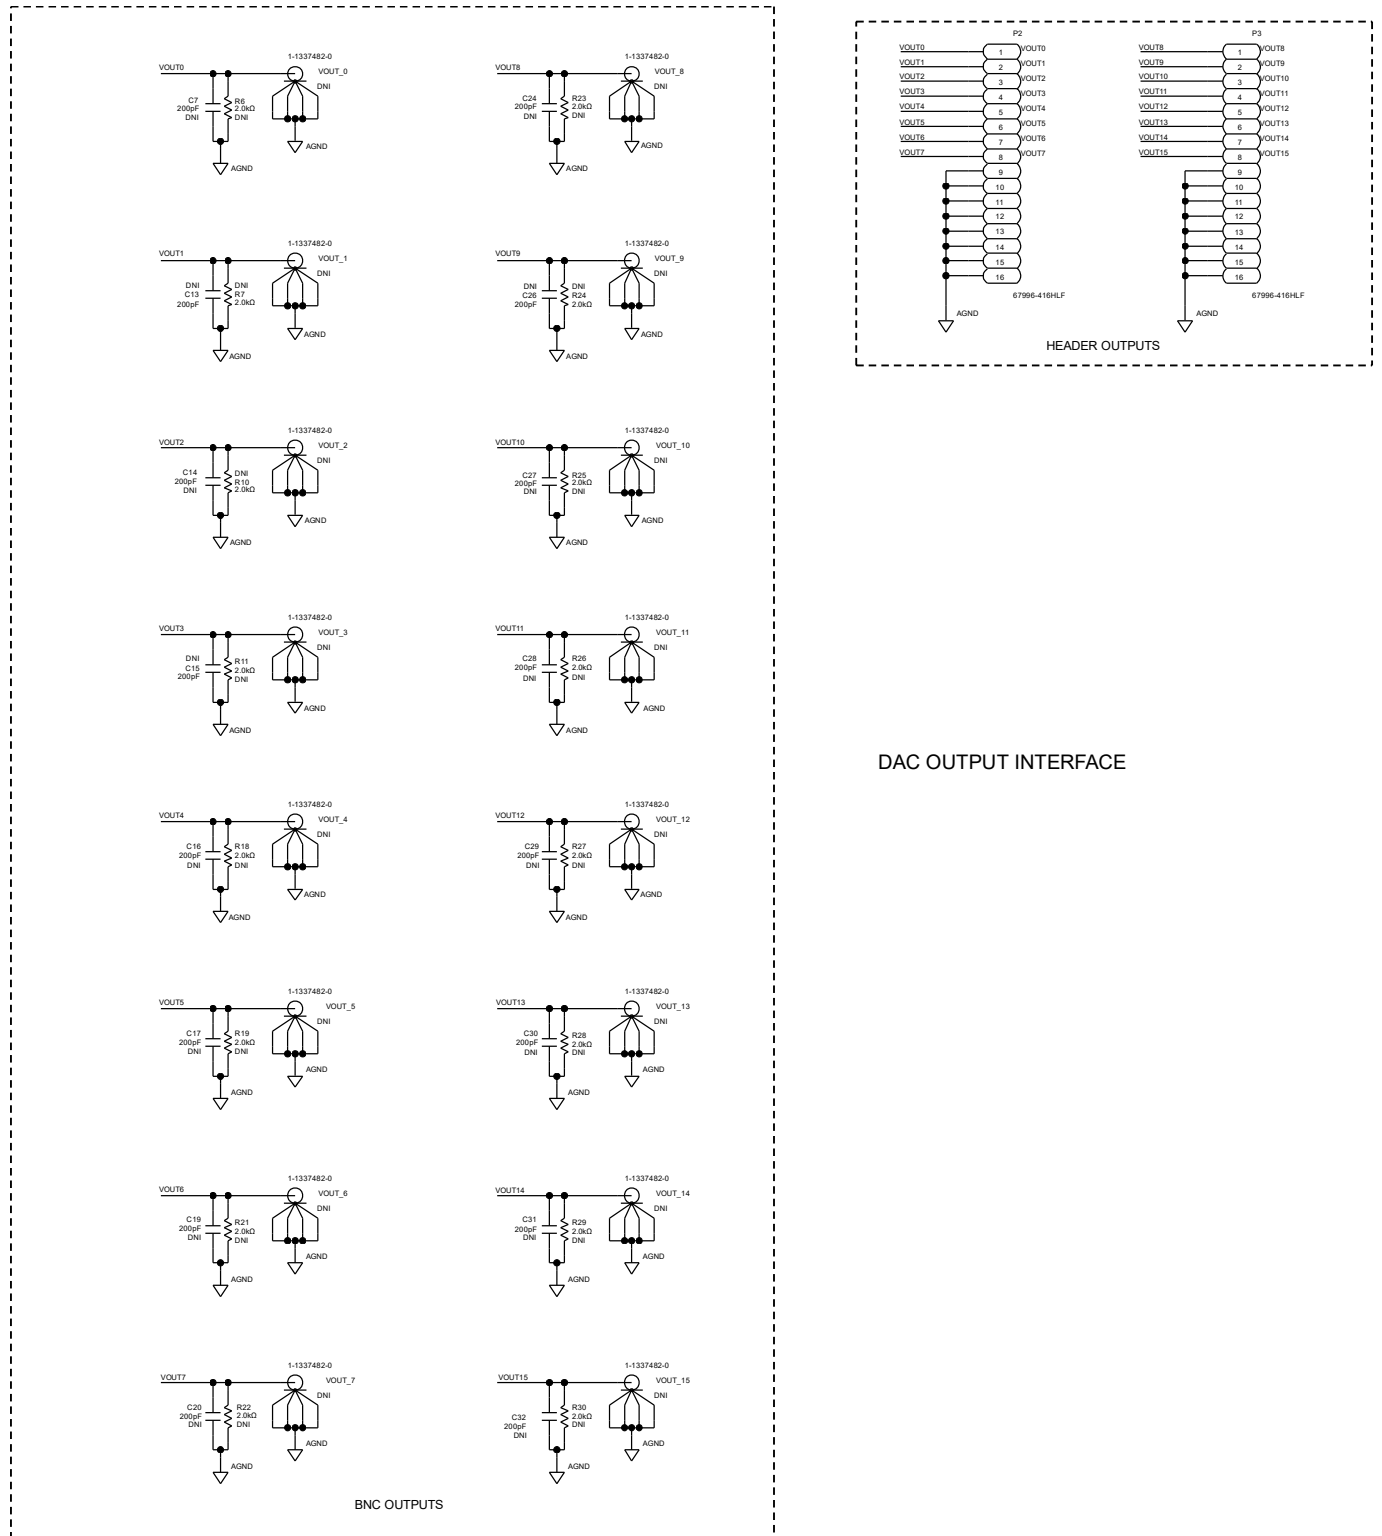 1-1337482-0
VOUT0
VOUT_0
DNI
C7
200pF
DNI
R6
2.0kΩ
DNI
AGND
AGND
1-1337482-0
VOUT8
VOUT_8
DNI
C24
200pF
DNI
R23
2.0kΩ
DNI
AGND
AGND
1-1337482-0
VOUT1
VOUT_1
DNI
DNI
C13
200pF
DNI
R7
2.0kΩ
AGND
AGND
1-1337482-0
VOUT9
VOUT_9
DNI
DNI
C26
200pF
DNI
R24
2.0kΩ
AGND
AGND
1-1337482-0
VOUT2
VOUT_2
DNI
C14
200pF
DNI
DNI
R10
2.0kΩ
AGND
AGND
1-1337482-0
VOUT10
VOUT_10
DNI
C27
200pF
DNI
R25
2.0kΩ
DNI
AGND
AGND
1-1337482-0
VOUT3
VOUT_3
DNI
DNI
C15
200pF
R11
2.0kΩ
DNI
AGND
AGND
1-1337482-0
VOUT11
VOUT_11
DNI
C28
200pF
DNI
R26
2.0kΩ
DNI
AGND
AGND
1-1337482-0
VOUT4
VOUT_4
DNI
C16
200pF
DNI
R18
2.0kΩ
DNI
AGND
AGND
1-1337482-0
VOUT12
VOUT_12
DNI
C29
200pF
DNI
R27
2.0kΩ
DNI
AGND
AGND
1-1337482-0
VOUT5
VOUT_5
DNI
C17
200pF
DNI
R19
2.0kΩ
DNI
AGND
AGND
1-1337482-0
VOUT13
VOUT_13
DNI
C30
200pF
DNI
R28
2.0kΩ
DNI
AGND
AGND
1-1337482-0
VOUT6
VOUT_6
DNI
C19
200pF
DNI
R21
2.0kΩ
DNI
AGND
AGND
1-1337482-0
VOUT14
VOUT_14
DNI
C31
200pF
DNI
R29
2.0kΩ
DNI
AGND
AGND
1-1337482-0
VOUT7
VOUT_7
DNI
C20
200pF
DNI
R22
2.0kΩ
DNI
AGND
AGND
1-1337482-0
VOUT15
VOUT_15
DNI
C32
200pF
DNI
R30
2.0kΩ
DNI
AGND
AGND
BNC OUTPUTS
P2
VOUT0 1 VOUT0
VOUT1 2 VOUT1
VOUT2 3 VOUT2
VOUT3 4 VOUT3
VOUT4 5 VOUT4
VOUT5 6 VOUT5
VOUT6 7 VOUT6
VOUT7 8 VOUT7
9
10
11
12
13
14
15
16
67996-416HLF
AGND
P3
VOUT8 1 VOUT8
VOUT9 2 VOUT9
VOUT10 3 VOUT10
VOUT11 4 VOUT11
VOUT12 5 VOUT12
VOUT13 6 VOUT13
VOUT14 7 VOUT14
VOUT15 8 VOUT15
9
10
11
12
13
14
15
16
67996-416HLF
AGND
HEADER OUTPUTS
DAC OUTPUT INTERFACE